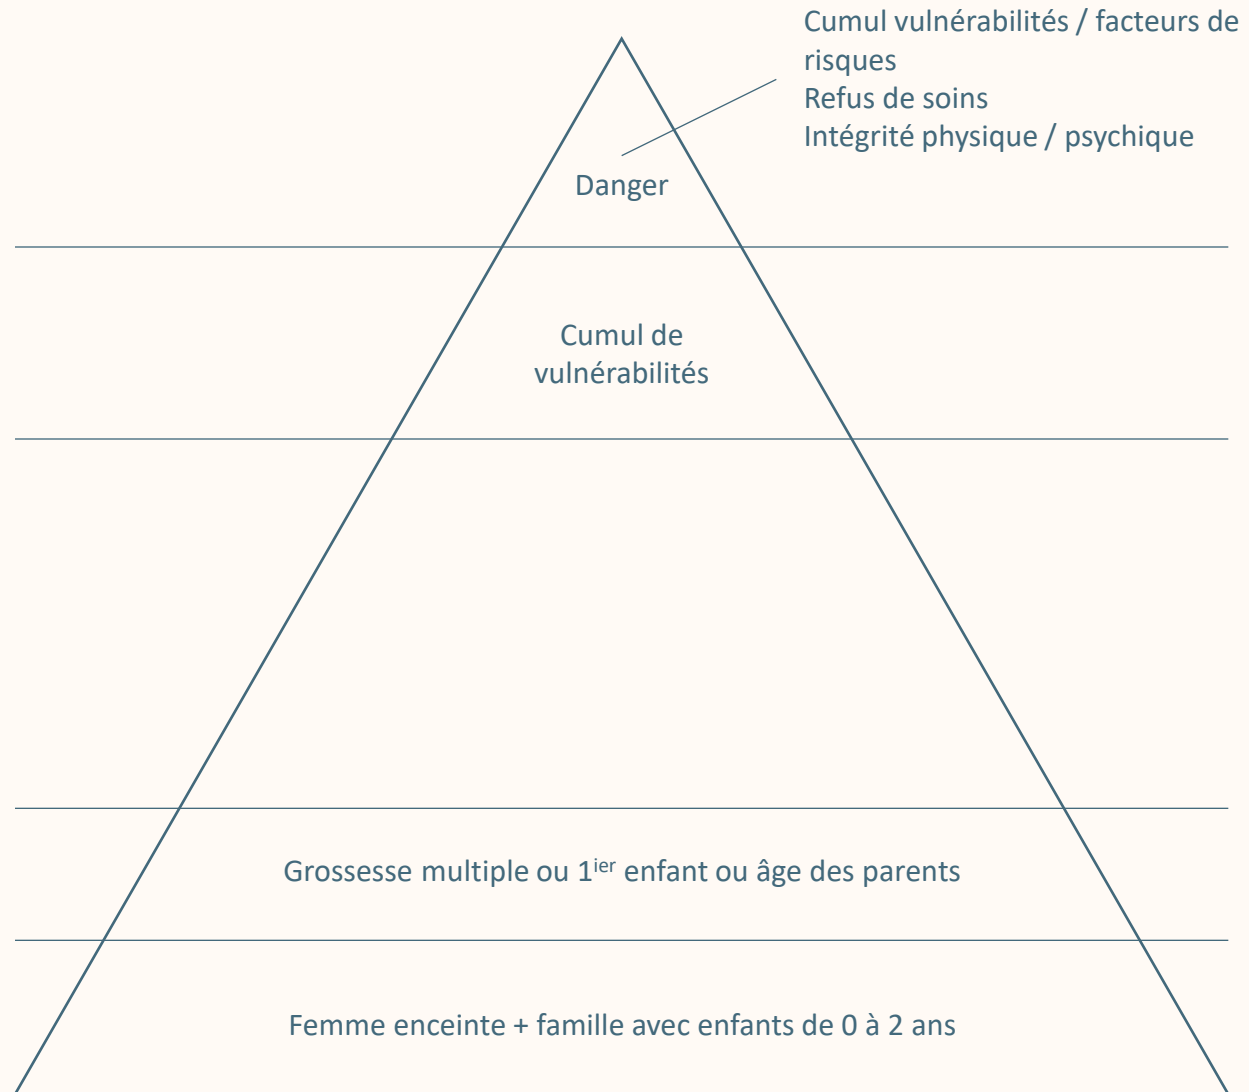 Cumul vulnérabilités / facteurs de
risques
Refus de soins
Intégrité physique / psychique
Danger
Cumul de
vulnérabilités
Grossesse multiple ou 1ier enfant ou âge des parents
Femme enceinte + famille avec enfants de 0 à 2 ans